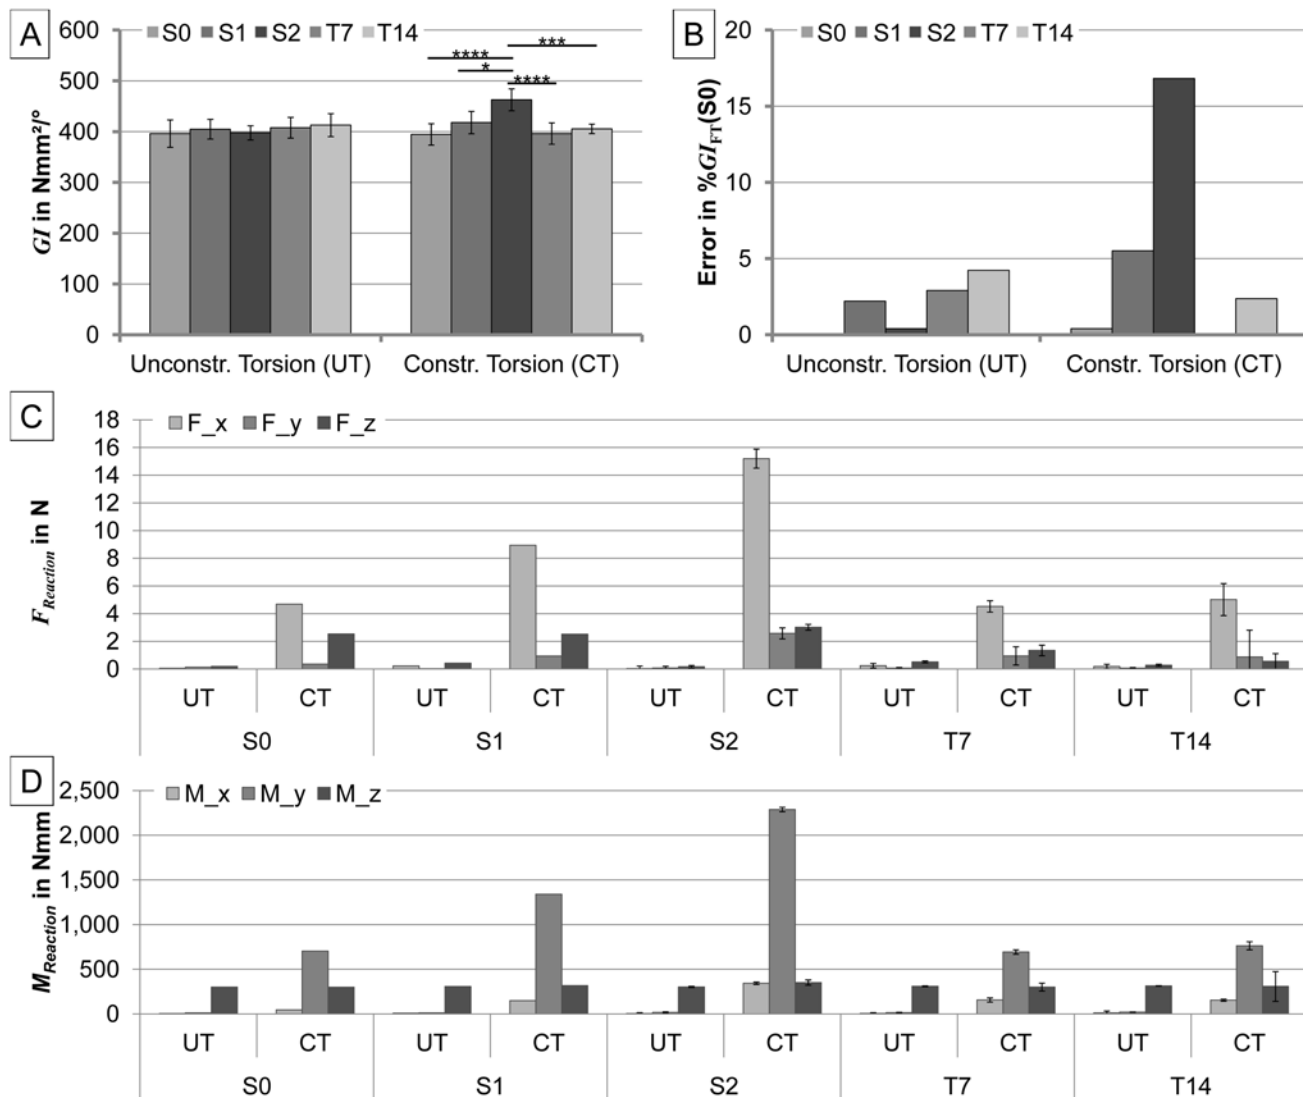 A
600
500
400
300
200
100
0
GI in Nmm²/°
S0 S1 S2 T7 T14
****
***
*
****
Unconstr. Torsion (UT) Constr. Torsion (CT)
B
20
15
10
5
0
Error in %GI_FT(S0)
S0 S1 S2 T7 T14
Unconstr. Torsion (UT) Constr. Torsion (CT)
C
18
16
14
12
10
8
6
4
2
0
F_Reaction in N
F_x F_y F_z
UT CT UT CT UT CT UT CT UT CT
S0 S1 S2 T7 T14
D
2,500
2,000
1,500
1,000
500
0
M_Reaction in Nmm
M_x M_y M_z
UT CT UT CT UT CT UT CT UT CT
S0 S1 S2 T7 T14